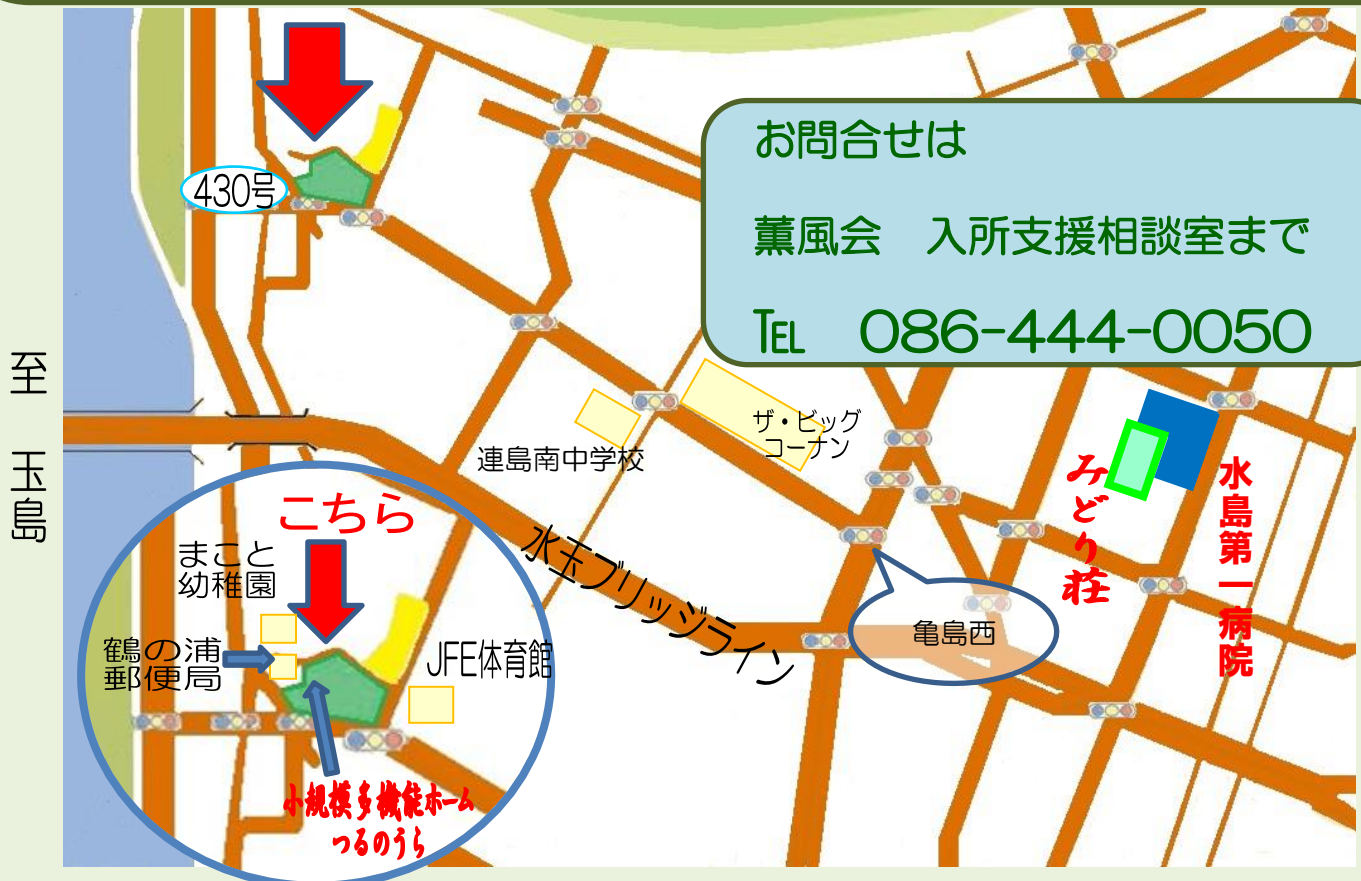 430号
お問合せは
薫風会　入所支援相談室まで
TEL　086-444-0050
至　玉島
連島南中学校
ザ・ビッグ
コーナン
みどり荘
水島第一病院
水玉ブリッジライン
亀島西
こちら
まこと
幼稚園
鶴の浦
郵便局
JFE体育館
小規模多機能ホーム
つるのうら